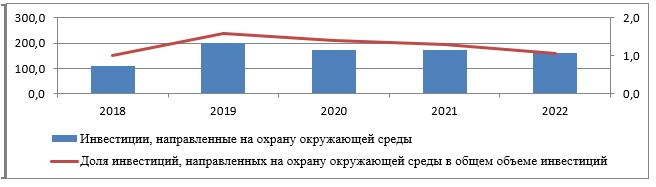 300,0 2,0
200,0
100,0 1,0
0,0 0,0
2018 2019 2020 2021 2022
Инвестиции, направленные на охрану окружающей среды
Доля инвестиций, направленных на охрану окружающей среды в общем объеме инвестиций